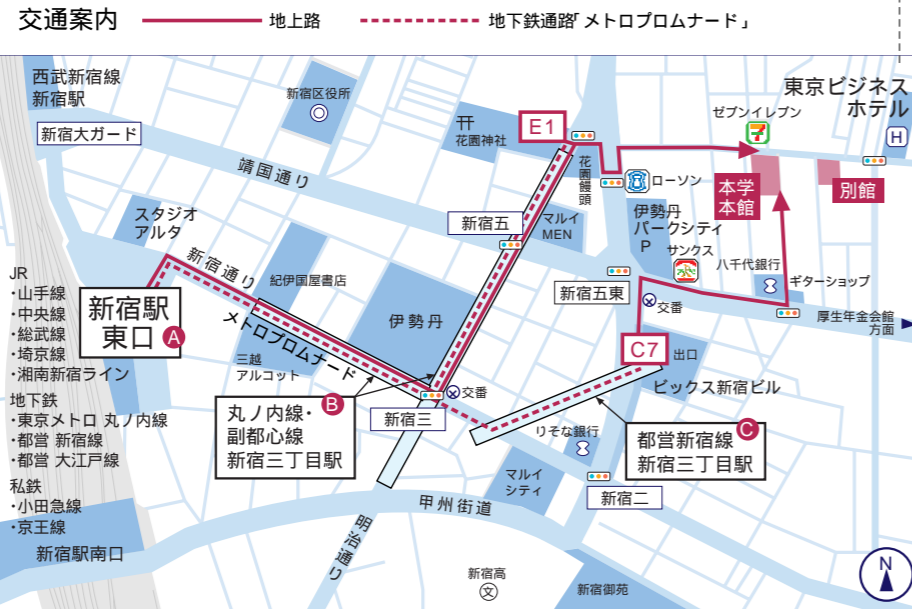 交通案内
地上路
地下鉄通路「メトロプロムナード」
西武新宿線
新宿駅
新宿大ガード
新宿区役所
靖国通り
花園神社
E1
花園饅頭
ローソン
セブンイレブン
東京ビジネス
ホテル
H
本学
本館
別館
スタジオ
アルタ
新宿通り
紀伊国屋書店
伊勢丹
新宿五
マルイ
MEN
伊勢丹
パークシティ
P
サンクス
八千代銀行
ギターショップ
新宿五東
交番
厚生年金会館
方面
JR
・山手線
・中央線
・総武線
・埼京線
・湘南新宿ライン
地下鉄
・東京メトロ 丸ノ内線
・都営 新宿線
・都営 大江戸線
私鉄
・小田急線
・京王線
新宿駅
東口
A
メトロプロムナード
三越
アルコット
丸ノ内線・
副都心線
新宿三丁目駅
B
新宿三
交番
C7
出口
ビックス新宿ビル
りそな銀行
都営新宿線
新宿三丁目駅
C
マルイ
シティ
新宿二
甲州街道
明治通り
新宿駅南口
新宿高
文
新宿御苑
N